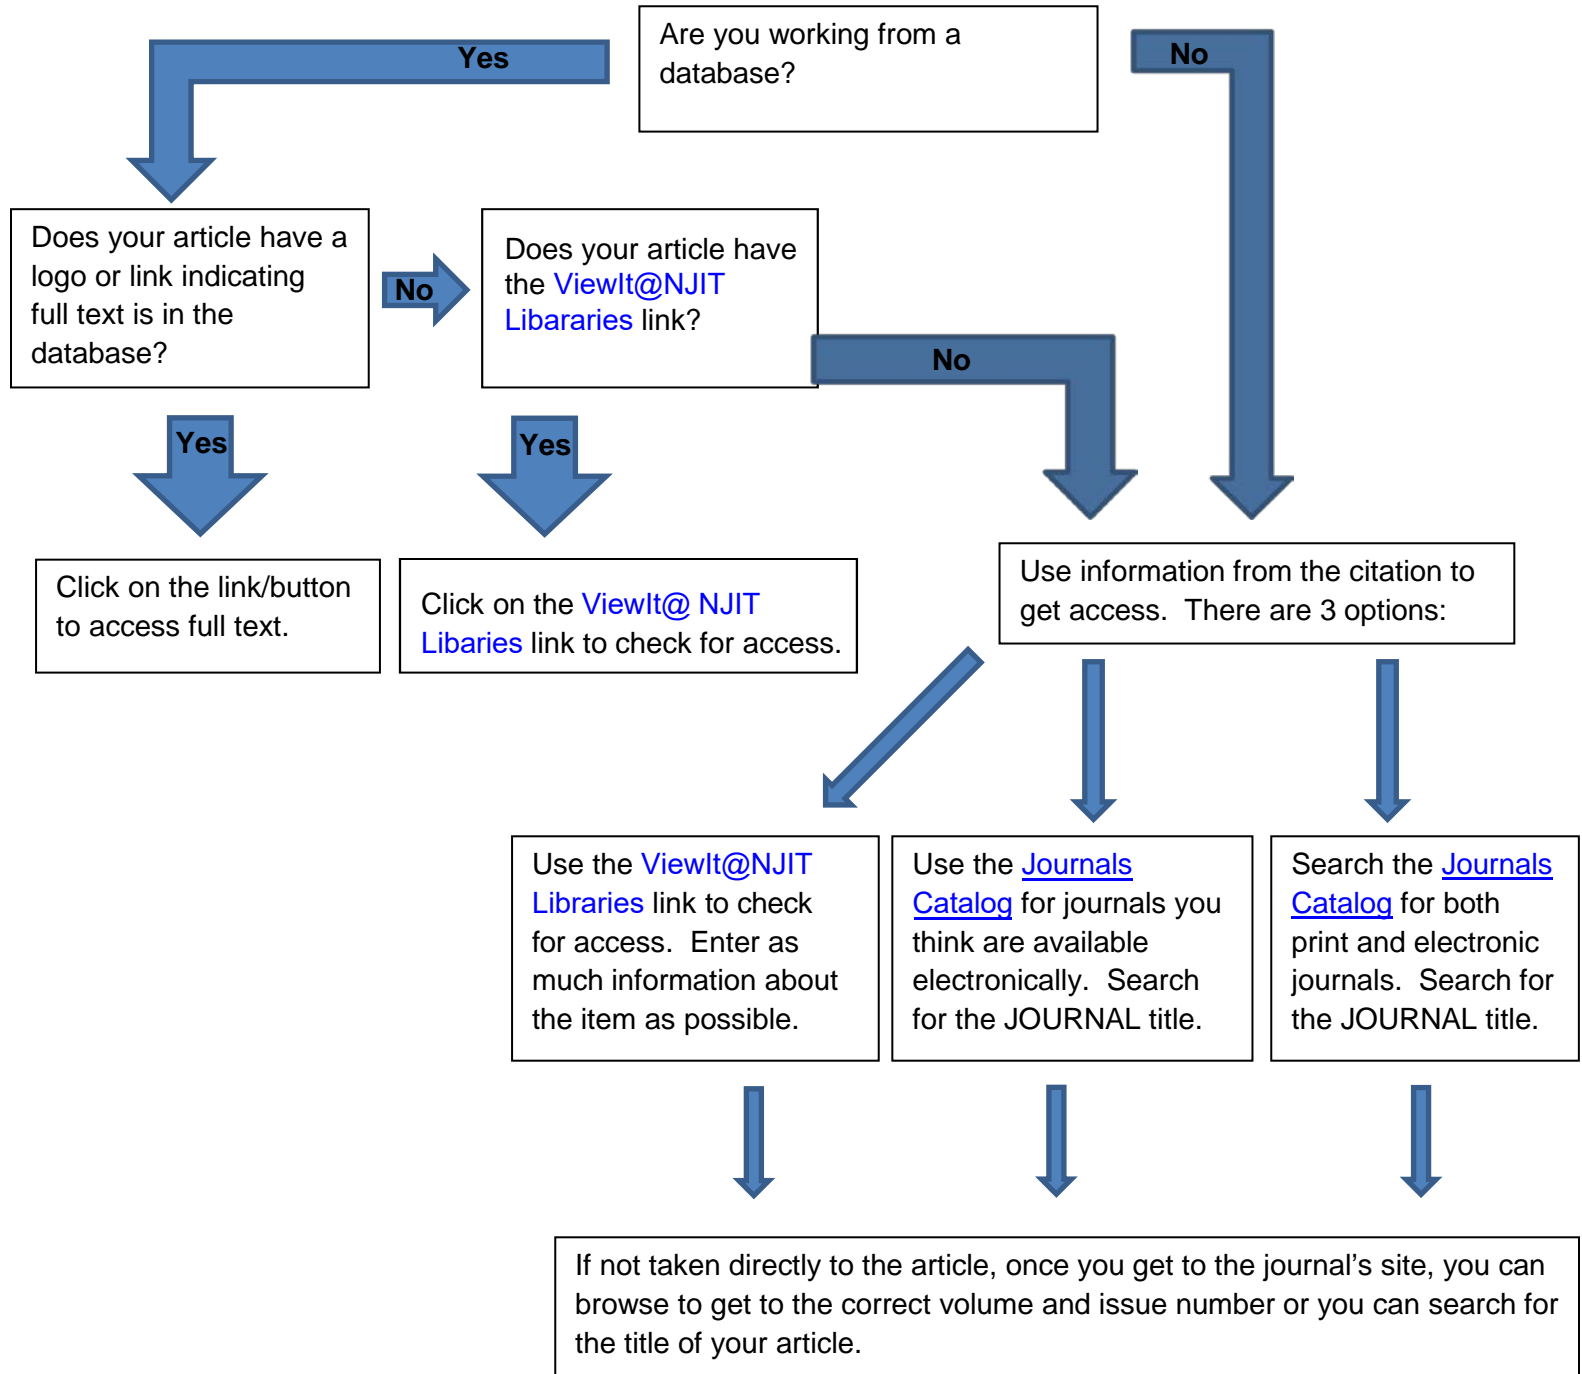 Are you working from a
database?
Yes
No
Does your article have a
logo or link indicating
full text is in the
database?
No
Does your article have
the ViewIt@NJIT
Libararies link?
No
Yes
Yes
Click on the link/button
to access full text.
Click on the ViewIt@ NJIT
Libaries link to check for access.
Use information from the citation to
get access.  There are 3 options:
Use the ViewIt@NJIT
Libraries link to check
for access.  Enter as
much information about
the item as possible.
Use the Journals
Catalog for journals you
think are available
electronically.  Search
for the JOURNAL title.
Search the Journals
Catalog for both
print and electronic
journals.  Search for
the JOURNAL title.
If not taken directly to the article, once you get to the journal’s site, you can
browse to get to the correct volume and issue number or you can search for
the title of your article.